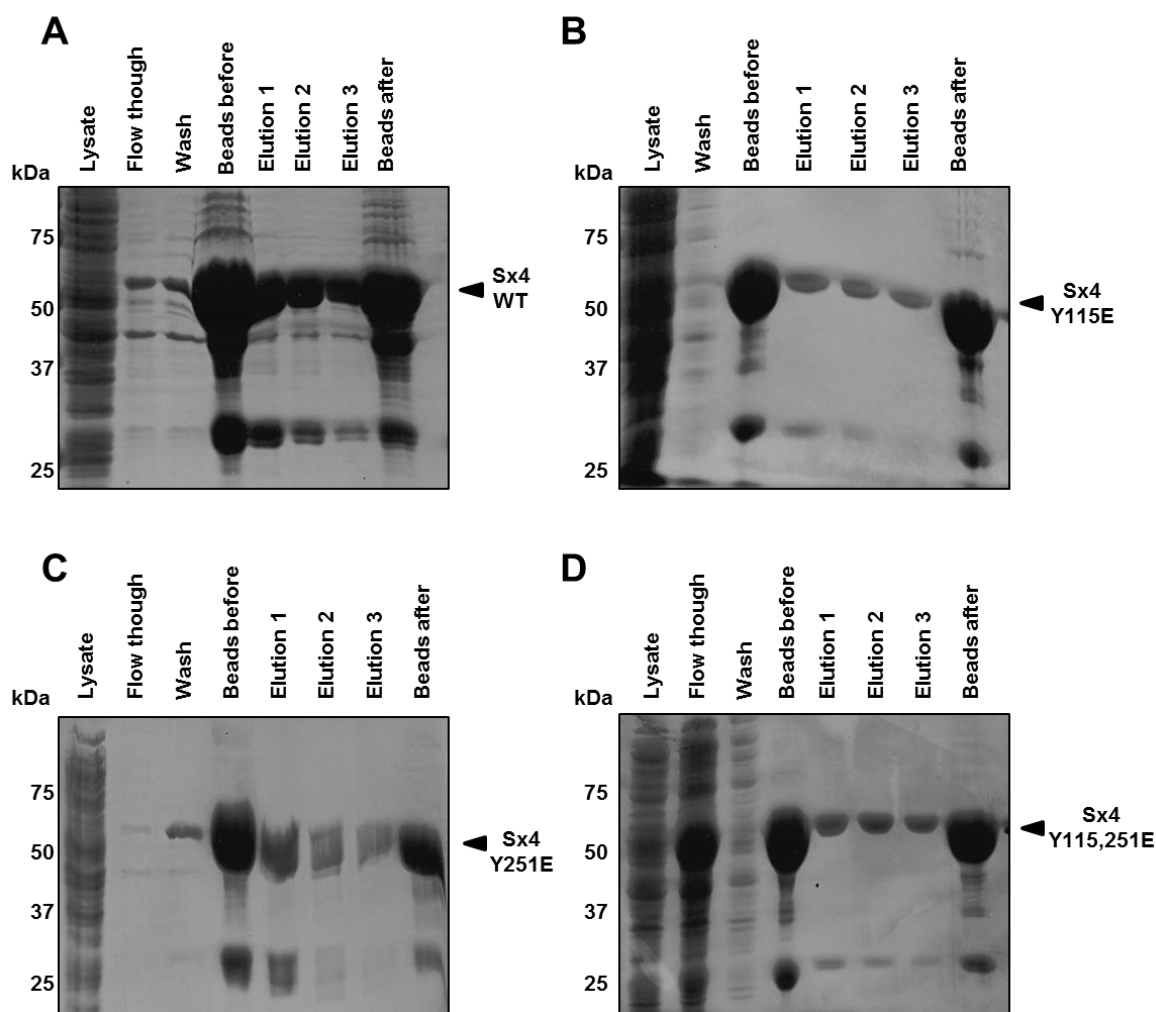 A
Lysate
Flow though
Wash
Beads before
Elution 1
Elution 2
Elution 3
Beads after
kDa
75
50
37
25
Sx4
WT
B
Lysate
Wash
Beads before
Elution 1
Elution 2
Elution 3
Beads after
kDa
75
50
37
25
Sx4
Y115E
C
Lysate
Flow though
Wash
Beads before
Elution 1
Elution 2
Elution 3
Beads after
kDa
75
50
37
25
Sx4
Y251E
D
Lysate
Flow though
Wash
Beads before
Elution 1
Elution 2
Elution 3
Beads after
kDa
75
50
37
25
Sx4
Y115,251E